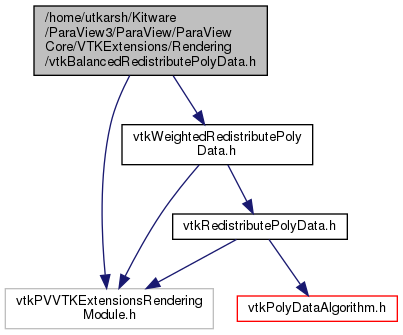 /home/utkarsh/Kitware
/ParaView3/ParaView/ParaView
Core/VTKExtensions/Rendering
/vtkBalancedRedistributePolyData.h
vtkWeightedRedistributePoly
Data.h
vtkRedistributePolyData.h
vtkPVVTKExtensionsRendering
Module.h
vtkPolyDataAlgorithm.h